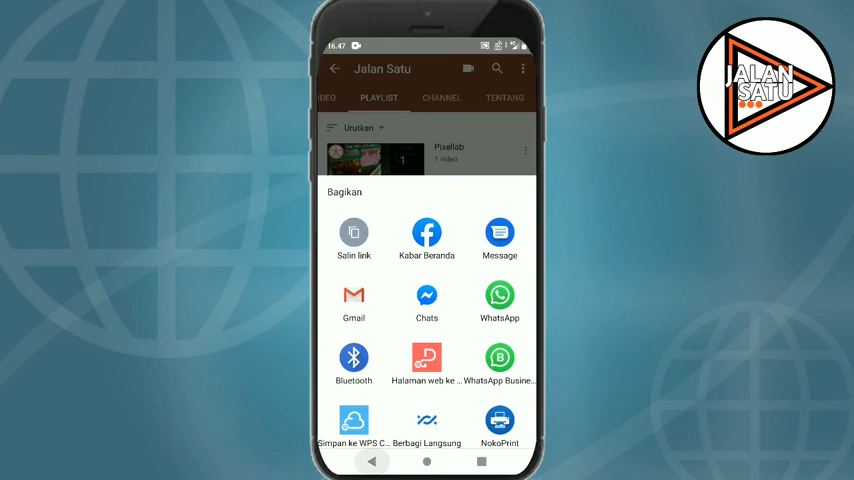 16.47
Jalan Satu
IDEO PLAYLIST CHANNEL TENTANG
Urutkan
Pixellab
1 video
1
Bagikan
Salin link Kabar Beranda Message
Gmail Chats WhatsApp
Bluetooth Halaman web ke ... WhatsApp Busine...
Simpan ke WPS C... Berbagi Langsung NokoPrint
JALAN
SATU